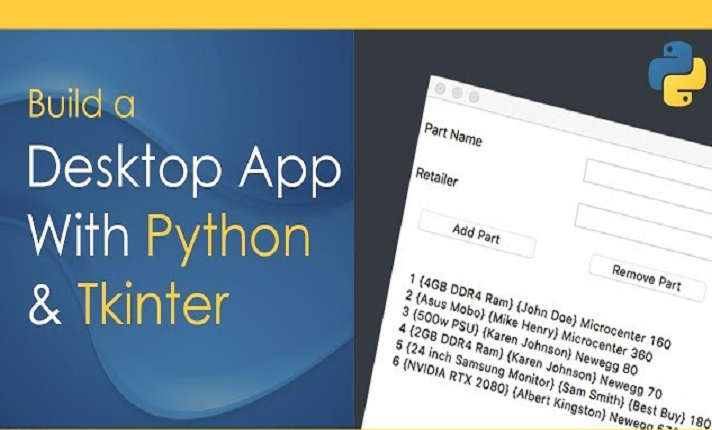 Build a
Desktop App
With Python
& Tkinter
Part Name
Retailer
Add Part
Remove Part
1 {4GB DDR4 Ram} {John Doe} Microcenter 160
2 {Asus Mobo} {Mike Henry} Microcenter 360
3 {500w PSU} {Karen Johnson} Newegg 80
4 {2GB DDR4 Ram} {Karen Johnson} Newegg 70
5 {24 inch Samsung Monitor} {Sam Smith} {Best Buy} 180
6 {NVIDIA RTX 2080} {Albert Kingston} Newegg